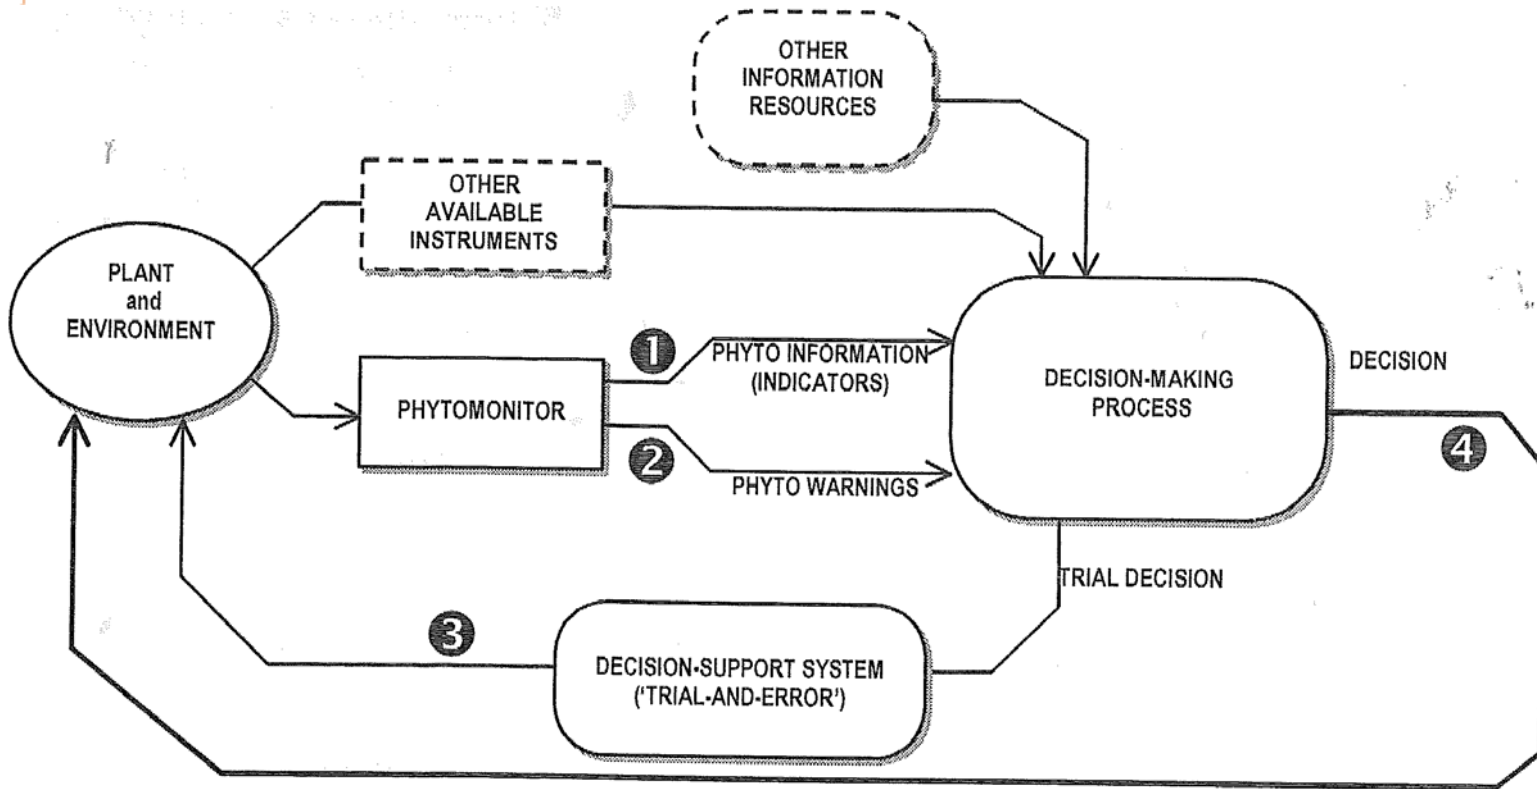 OTHER
INFORMATION
RESOURCES
OTHER
AVAILABLE
INSTRUMENTS
PLANT
and
ENVIRONMENT
1
PHYTO INFORMATION
(INDICATORS)
DECISION
DECISION-MAKING
PROCESS
PHYTOMONITOR
2
4
PHYTO WARNINGS
TRIAL DECISION
3
DECISION-SUPPORT SYSTEM
('TRIAL-AND-ERROR')